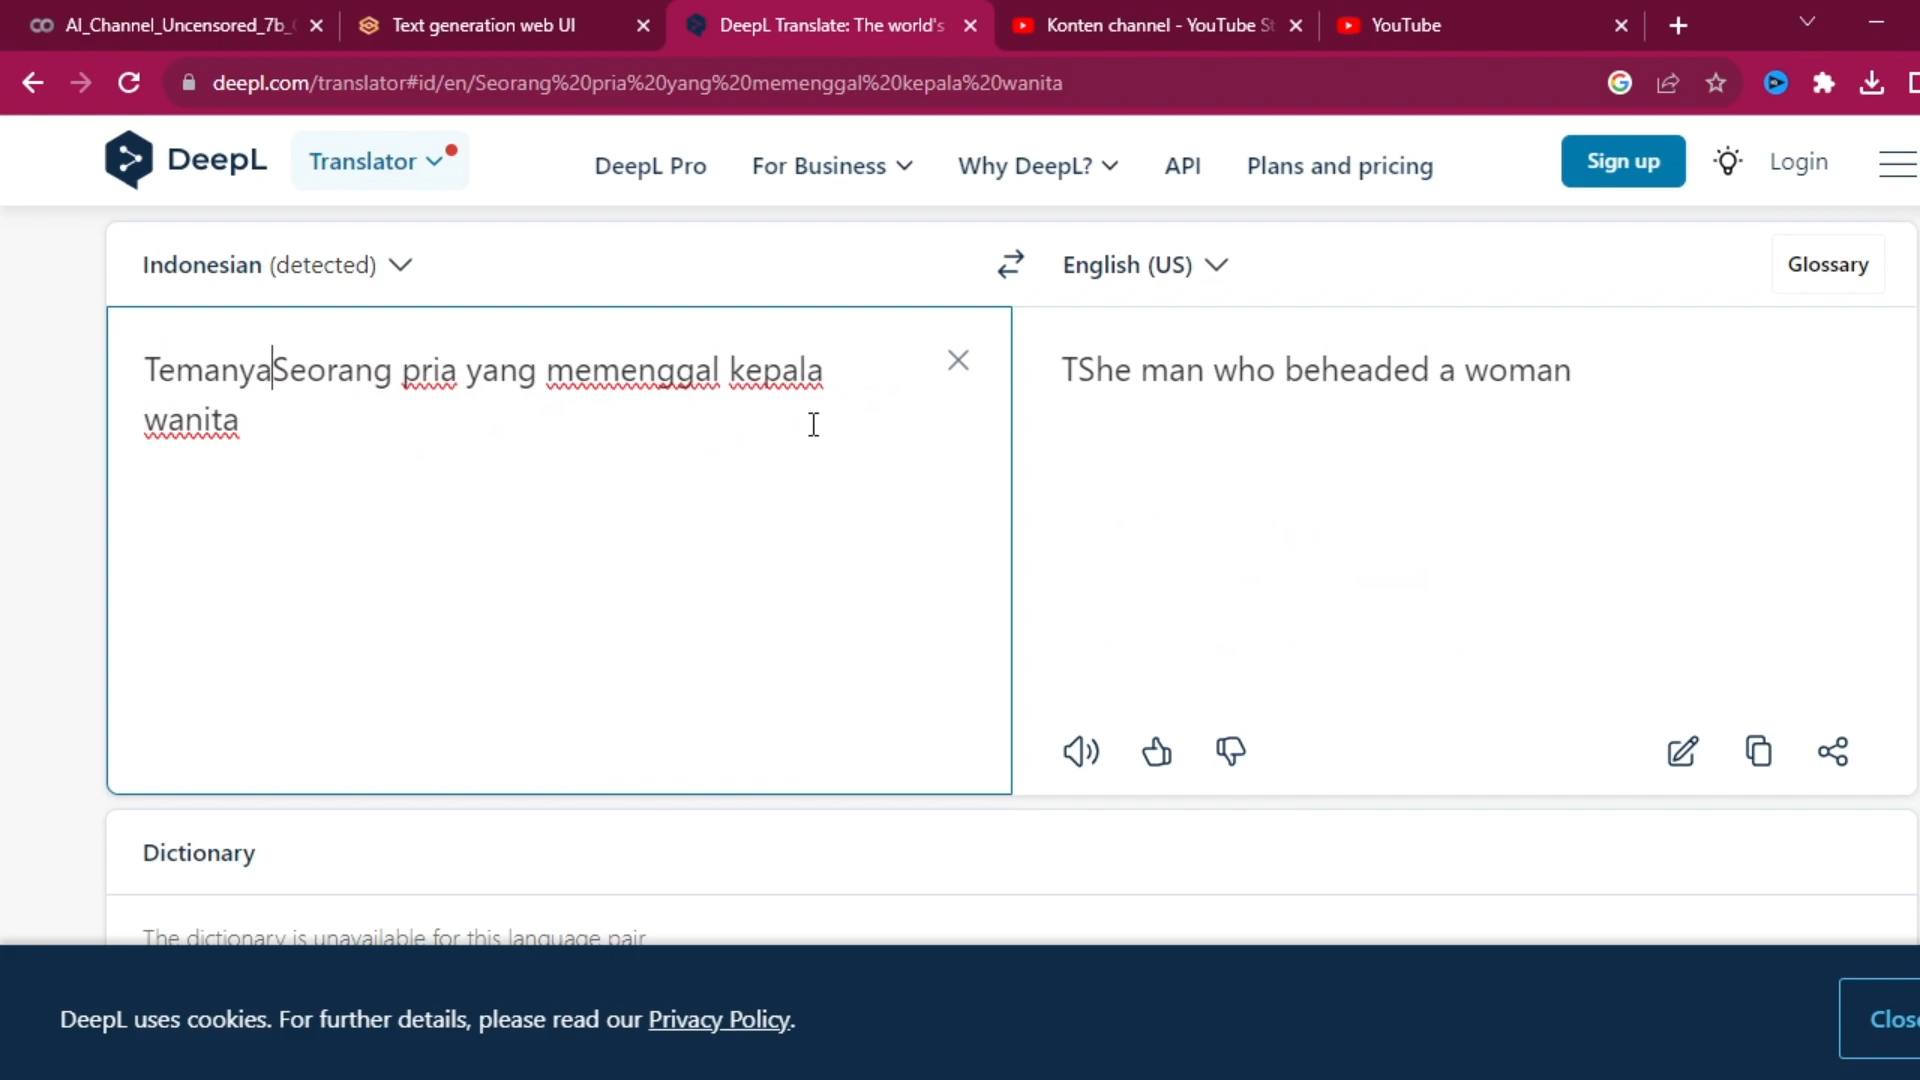 AI_Channel_Uncensored_7b_
Text generation web UI
DeepL Translate: The world's
Konten channel - YouTube St
YouTube
deepl.com/translator#id/en/Seorang%20pria%20yang%20memenggal%20kepala%20wanita
DeepL
Translator
DeepL Pro
For Business
Why DeepL?
API
Plans and pricing
Sign up
Login
Indonesian (detected)
English (US)
Glossary
TemanyaSeorang pria yang memenggal kepala
wanita
TShe man who beheaded a woman
Dictionary
The dictionary is unavailable for this language pair
DeepL uses cookies. For further details, please read our Privacy Policy.
Close